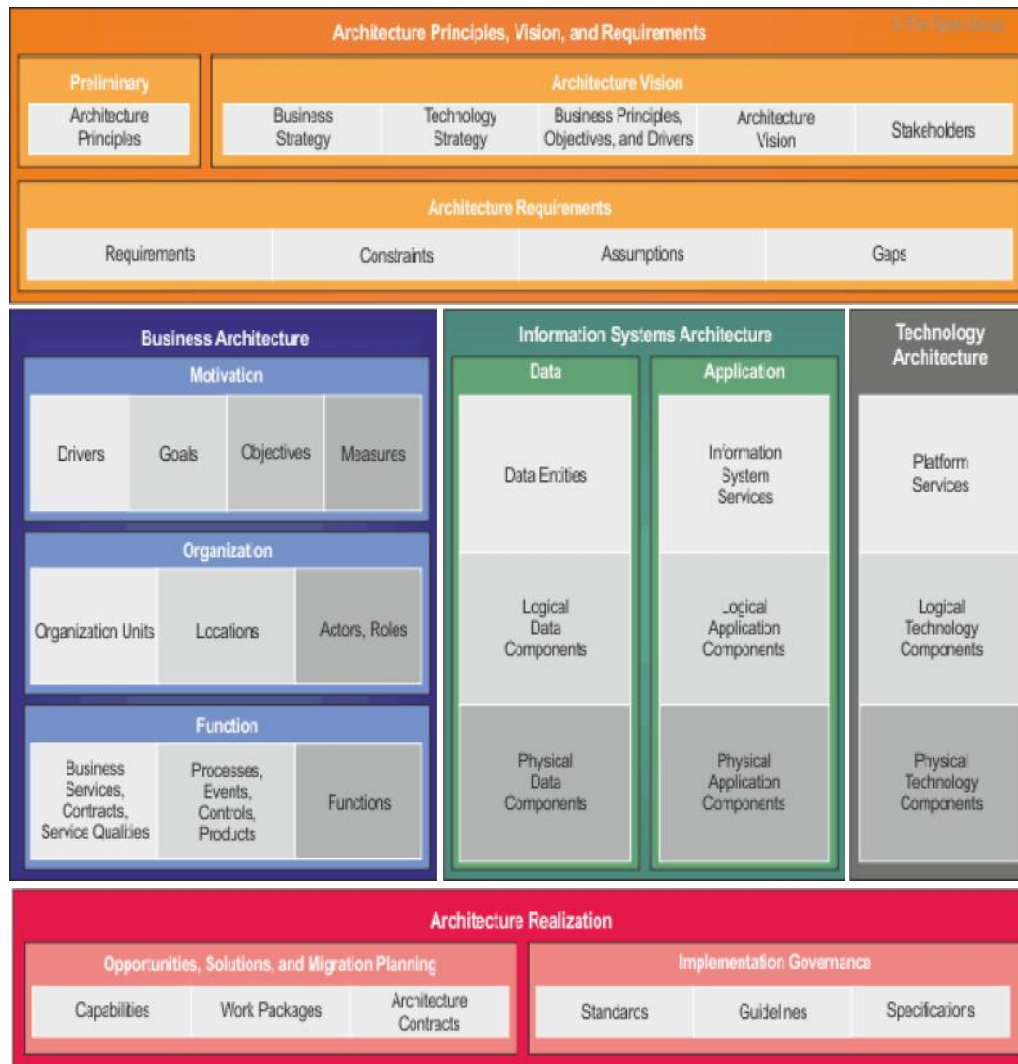 © The Open Group
Architecture Principles, Vision, and Requirements
Preliminary
Architecture
Principles
Architecture Vision
Business
Strategy
Technology
Strategy
Business Principles,
Objectives, and Drivers
Architecture
Vision
Stakeholders
Architecture Requirements
Requirements
Constraints
Assumptions
Gaps
Business Architecture
Motivation
Drivers
Goals
Objectives
Measures
Organization
Organization Units
Locations
Actors, Roles
Function
Business
Services,
Contracts,
Service Qualities
Processes,
Events,
Controls,
Products
Functions
Information Systems Architecture
Data
Data Entities
Logical
Data
Components
Physical
Data
Components
Application
Information
System
Services
Logical
Application
Components
Physical
Application
Components
Technology
Architecture
Platform
Services
Logical
Technology
Components
Physical
Technology
Components
Architecture Realization
Opportunities, Solutions, and Migration Planning
Capabilities
Work Packages
Architecture
Contracts
Implementation Governance
Standards
Guidelines
Specifications